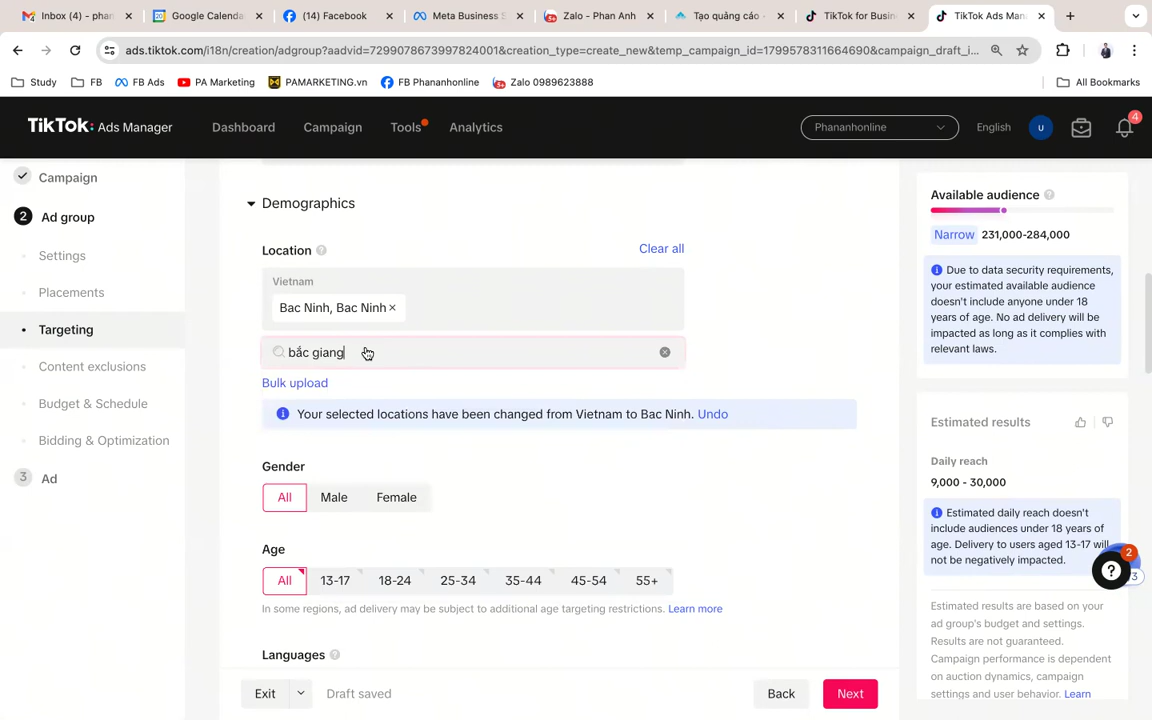 Inbox (4) - phan
Google Calenda
(14) Facebook
Meta Business S
Zalo - Phan Anh
Tạo quảng cáo -
TikTok for Busin
TikTok Ads Man
ads.tiktok.com/i18n/creation/adgroup?aadvid=7299078673997824001&creation_type=create_new&temp_campaign_id=1799578311664690&campaign_draft_i...
Study
FB
FB Ads
PA Marketing
PAMARKETING.vn
FB Phananhonline
Zalo 0989623888
All Bookmarks
TikTok: Ads Manager
Dashboard
Campaign
Tools
Analytics
Phananhonline
English
U
4
Campaign
2 Ad group
Settings
Placements
Targeting
Content exclusions
Budget & Schedule
Bidding & Optimization
3 Ad
Demographics
Location
Clear all
Vietnam
Bac Ninh, Bac Ninh ×
bắc giang
Bulk upload
Your selected locations have been changed from Vietnam to Bac Ninh. Undo
Gender
All Male Female
Age
All 13-17 18-24 25-34 35-44 45-54 55+
In some regions, ad delivery may be subject to additional age targeting restrictions. Learn more
Languages
Exit
Draft saved
Back
Next
Available audience
Narrow 231,000-284,000
Due to data security requirements,
your estimated available audience
doesn't include anyone under 18
years of age. No ad delivery will be
impacted as long as it complies with
relevant laws.
Estimated results
Daily reach
9,000 - 30,000
Estimated daily reach doesn't
include audiences under 18 years of
age. Delivery to users aged 13-17 will
not be negatively impacted.
2
3
Estimated results are based on your
ad group's budget and settings.
Results are not guaranteed.
Campaign performance is dependent
on auction dynamics, campaign
settings and user behavior. Learn